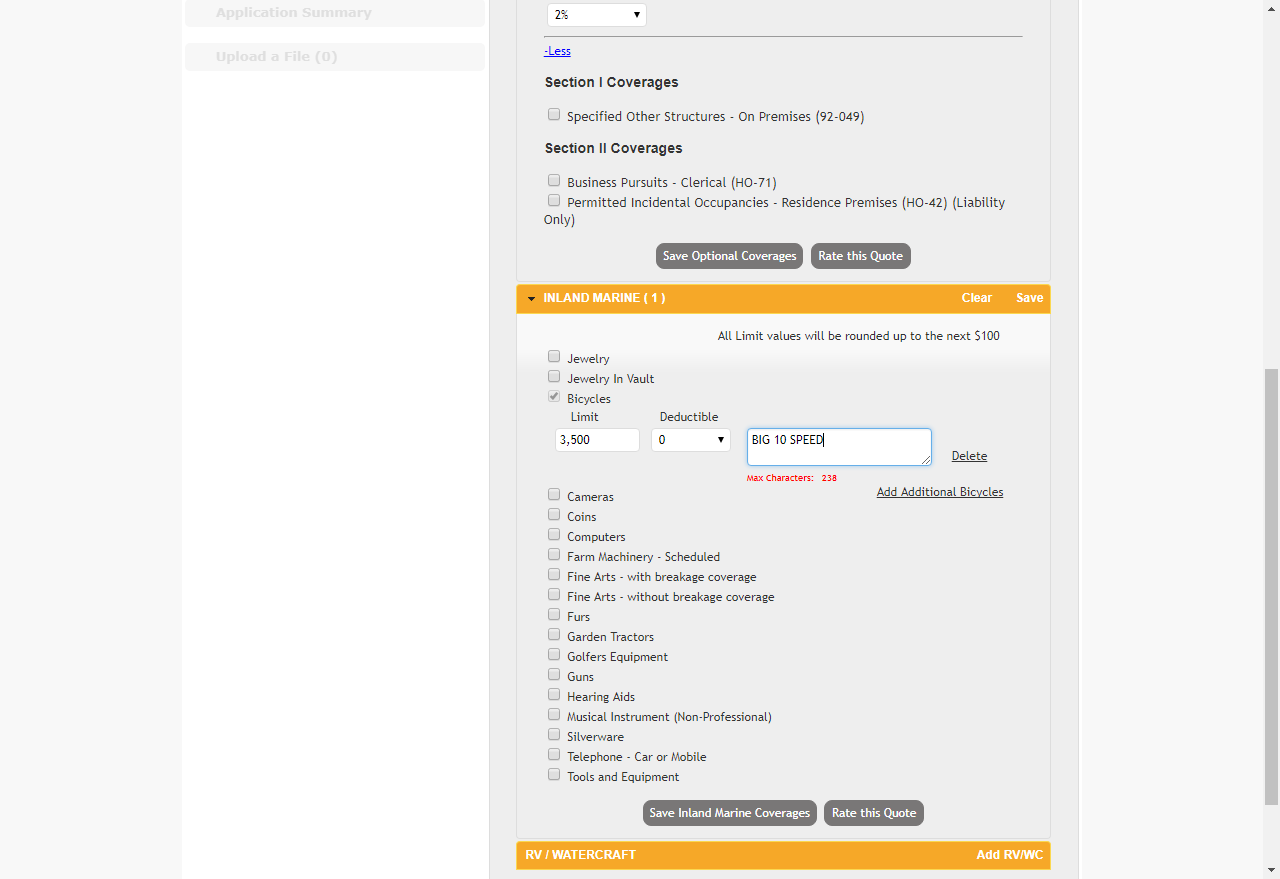 Application Summary
Upload a File (0)
2%
-Less
Section I Coverages
Specified Other Structures - On Premises (92-049)
Section II Coverages
Business Pursuits - Clerical (HO-71)
Permitted Incidental Occupancies - Residence Premises (HO-42) (Liability
Only)
Save Optional Coverages Rate this Quote
INLAND MARINE ( 1 ) Clear Save
All Limit values will be rounded up to the next $100
Jewelry
Jewelry In Vault
Bicycles
Limit Deductible
3,500 0 BIG 10 SPEED
Delete
Max Characters: 238
Add Additional Bicycles
Cameras
Coins
Computers
Farm Machinery - Scheduled
Fine Arts - with breakage coverage
Fine Arts - without breakage coverage
Furs
Garden Tractors
Golfers Equipment
Guns
Hearing Aids
Musical Instrument (Non-Professional)
Silverware
Telephone - Car or Mobile
Tools and Equipment
Save Inland Marine Coverages Rate this Quote
RV / WATERCRAFT Add RV/WC